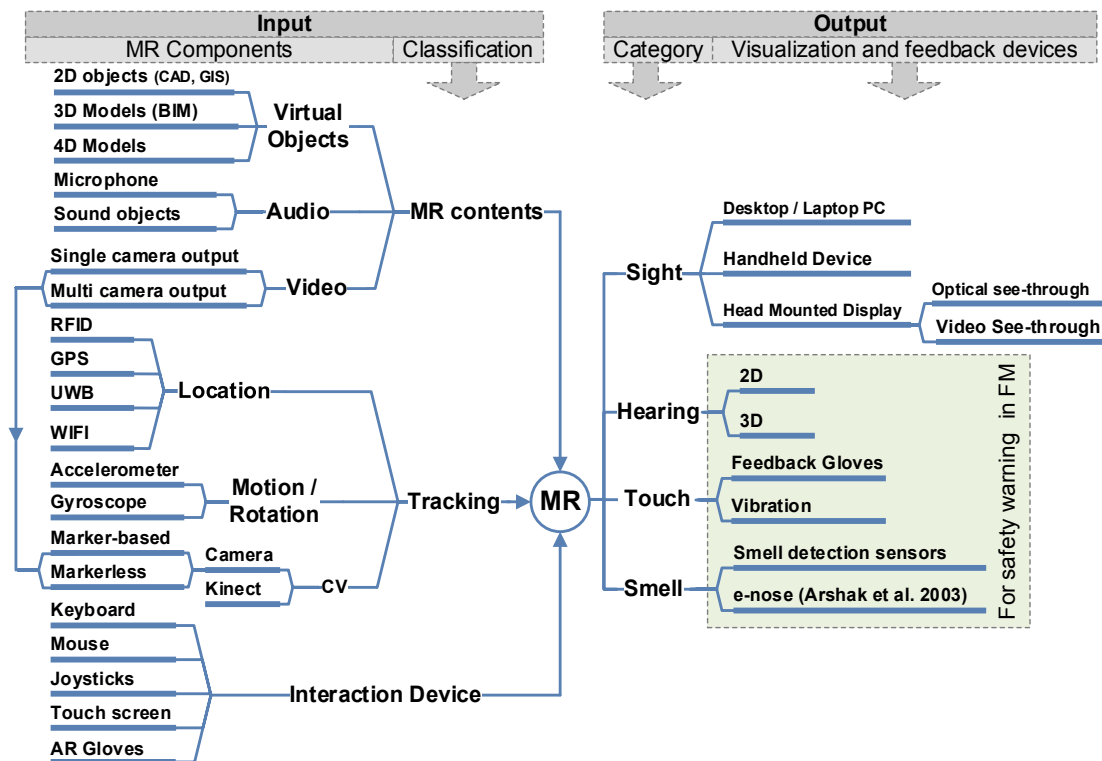 Input
MR Components
Classification
2D objects (CAD, GIS)
3D Models (BIM)
4D Models
Virtual
Objects
Microphone
Sound objects
Audio
Single camera output
Multi camera output
Video
MR contents
RFID
GPS
UWB
WIFI
Location
Accelerometer
Gyroscope
Motion /
Rotation
Marker-based
Markerless
Camera
Kinect
CV
Tracking
Keyboard
Mouse
Joysticks
Touch screen
AR Gloves
Interaction Device
MR
Output
Category
Visualization and feedback devices
Sight
Desktop / Laptop PC
Handheld Device
Head Mounted Display
Optical see-through
Video See-through
Hearing
2D
3D
Touch
Feedback Gloves
Vibration
Smell
Smell detection sensors
e-nose (Arshak et al. 2003)
For safety warning in FM